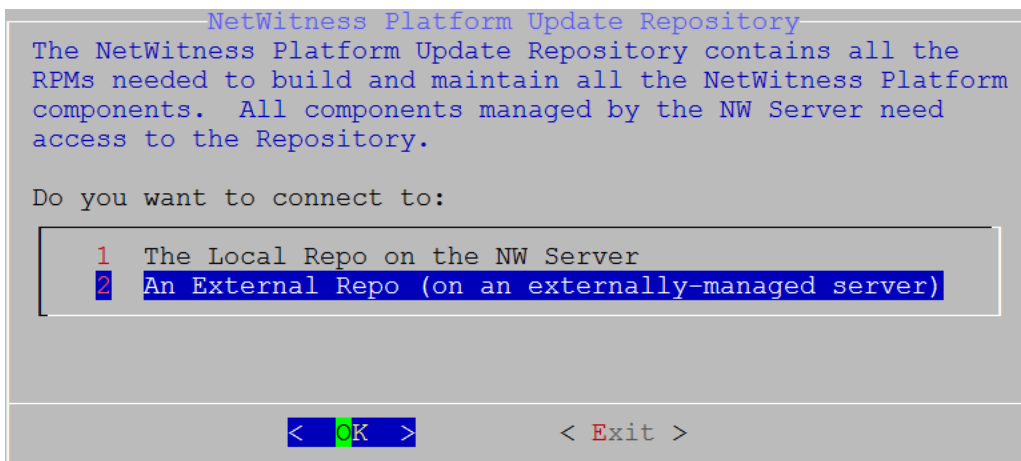 NetWitness Platform Update Repository
The NetWitness Platform Update Repository contains all the
RPMs needed to build and maintain all the NetWitness Platform
components.  All components managed by the NW Server need
access to the Repository.
Do you want to connect to:
1  The Local Repo on the NW Server
2  An External Repo (on an externally-managed server)
<  OK  >  < Exit >